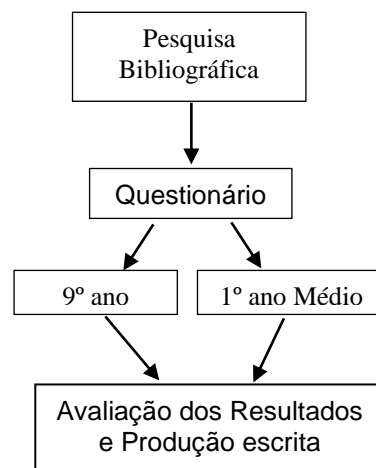 Pesquisa
Bibliográfica
Questionário
9º ano
1º ano Médio
Avaliação dos Resultados
e Produção escrita